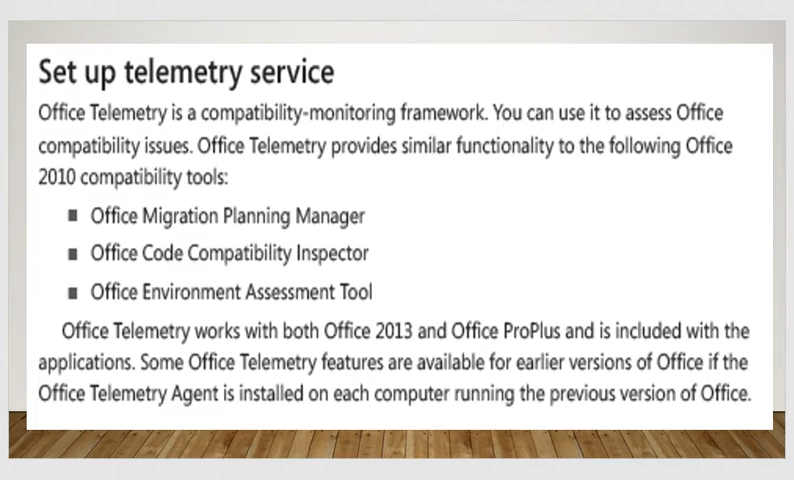 Set up telemetry service
Office Telemetry is a compatibility-monitoring framework. You can use it to assess Office
compatibility issues. Office Telemetry provides similar functionality to the following Office
2010 compatibility tools:
■ Office Migration Planning Manager
■ Office Code Compatibility Inspector
■ Office Environment Assessment Tool
Office Telemetry works with both Office 2013 and Office ProPlus and is included with the
applications. Some Office Telemetry features are available for earlier versions of Office if the
Office Telemetry Agent is installed on each computer running the previous version of Office.